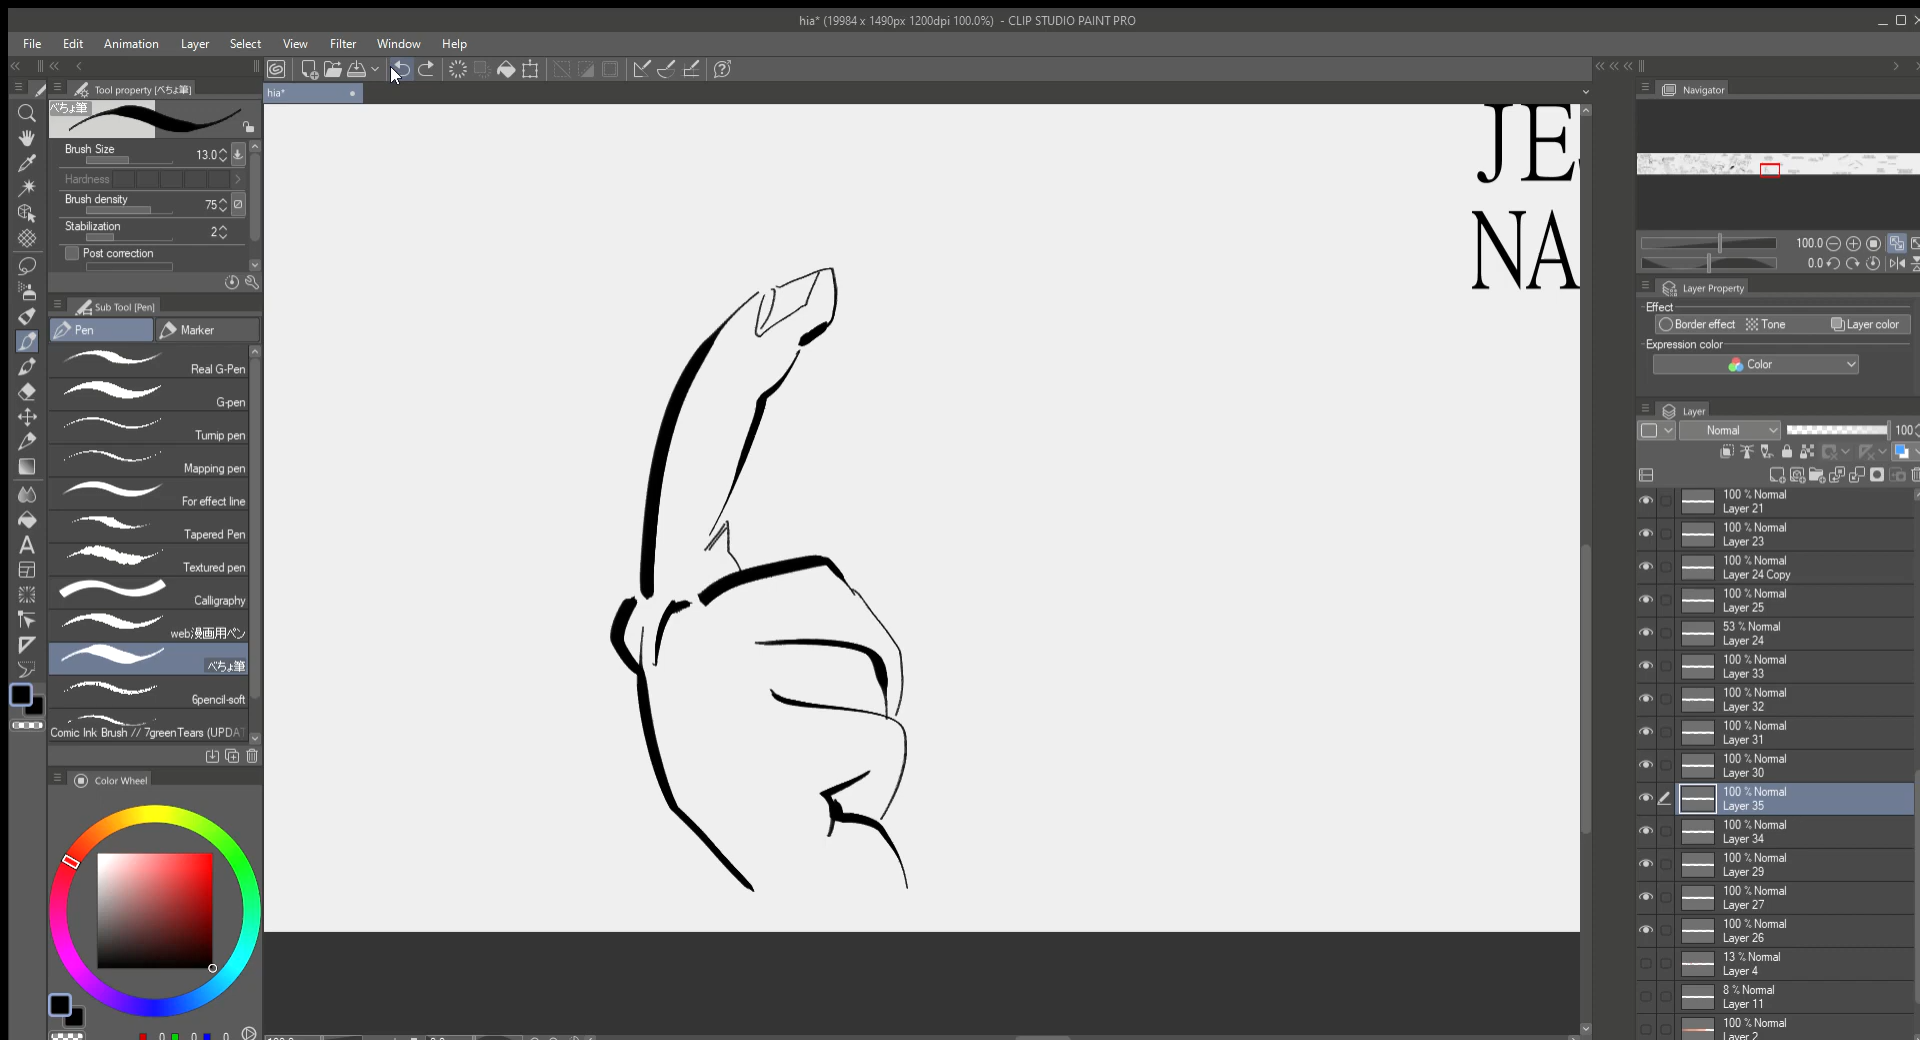 hia* (19984 x 1490px 1200dpi 100.0%) - CLIP STUDIO PAINT PRO
File Edit Animation Layer Select View Filter Window Help
Tool property [べちょ筆]
hia*
Navigator
べちょ筆
JE
Brush Size 13.0
Hardness
Brush density 75
Stabilization 2
Post correction
NA
100.0
0.0
Layer Property
Effect
Border effect Tone Layer color
Expression color
Color
Sub Tool [Pen]
Pen Marker
Real G-Pen
G-pen
Turnip pen
Mapping pen
For effect line
Tapered Pen
Textured pen
Calligraphy
web漫画用ペン
べちょ筆
6pencil-soft
Comic Ink Brush // 7greenTears (UPDAT
Color Wheel
Layer
Normal 100
100 % Normal
Layer 21
100 % Normal
Layer 23
100 % Normal
Layer 24 Copy
100 % Normal
Layer 25
53 % Normal
Layer 24
100 % Normal
Layer 33
100 % Normal
Layer 32
100 % Normal
Layer 31
100 % Normal
Layer 30
100 % Normal
Layer 35
100 % Normal
Layer 34
100 % Normal
Layer 29
100 % Normal
Layer 27
100 % Normal
Layer 26
13 % Normal
Layer 4
8 % Normal
Layer 11
100 % Normal
Layer 2